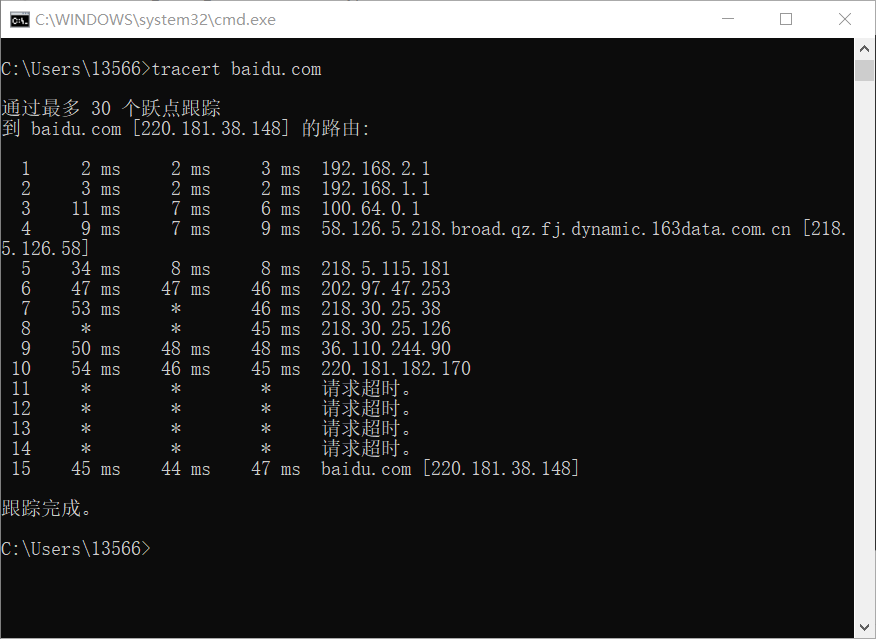 C:\WINDOWS\system32\cmd.exe
C:\Users\13566>tracert baidu.com
通过最多 30 个跃点跟踪
到 baidu.com [220.181.38.148] 的路由:
1 2 ms 2 ms 3 ms 192.168.2.1
2 3 ms 2 ms 2 ms 192.168.1.1
3 11 ms 7 ms 6 ms 100.64.0.1
4 9 ms 7 ms 9 ms 58.126.5.218.broad.qz.fj.dynamic.163data.com.cn [218.
5.126.58]
5 34 ms 8 ms 8 ms 218.5.115.181
6 47 ms 47 ms 46 ms 202.97.47.253
7 53 ms * 46 ms 218.30.25.38
8 * * 45 ms 218.30.25.126
9 50 ms 48 ms 48 ms 36.110.244.90
10 54 ms 46 ms 45 ms 220.181.182.170
11 * * * 请求超时。
12 * * * 请求超时。
13 * * * 请求超时。
14 * * * 请求超时。
15 45 ms 44 ms 47 ms baidu.com [220.181.38.148]
跟踪完成。
C:\Users\13566>